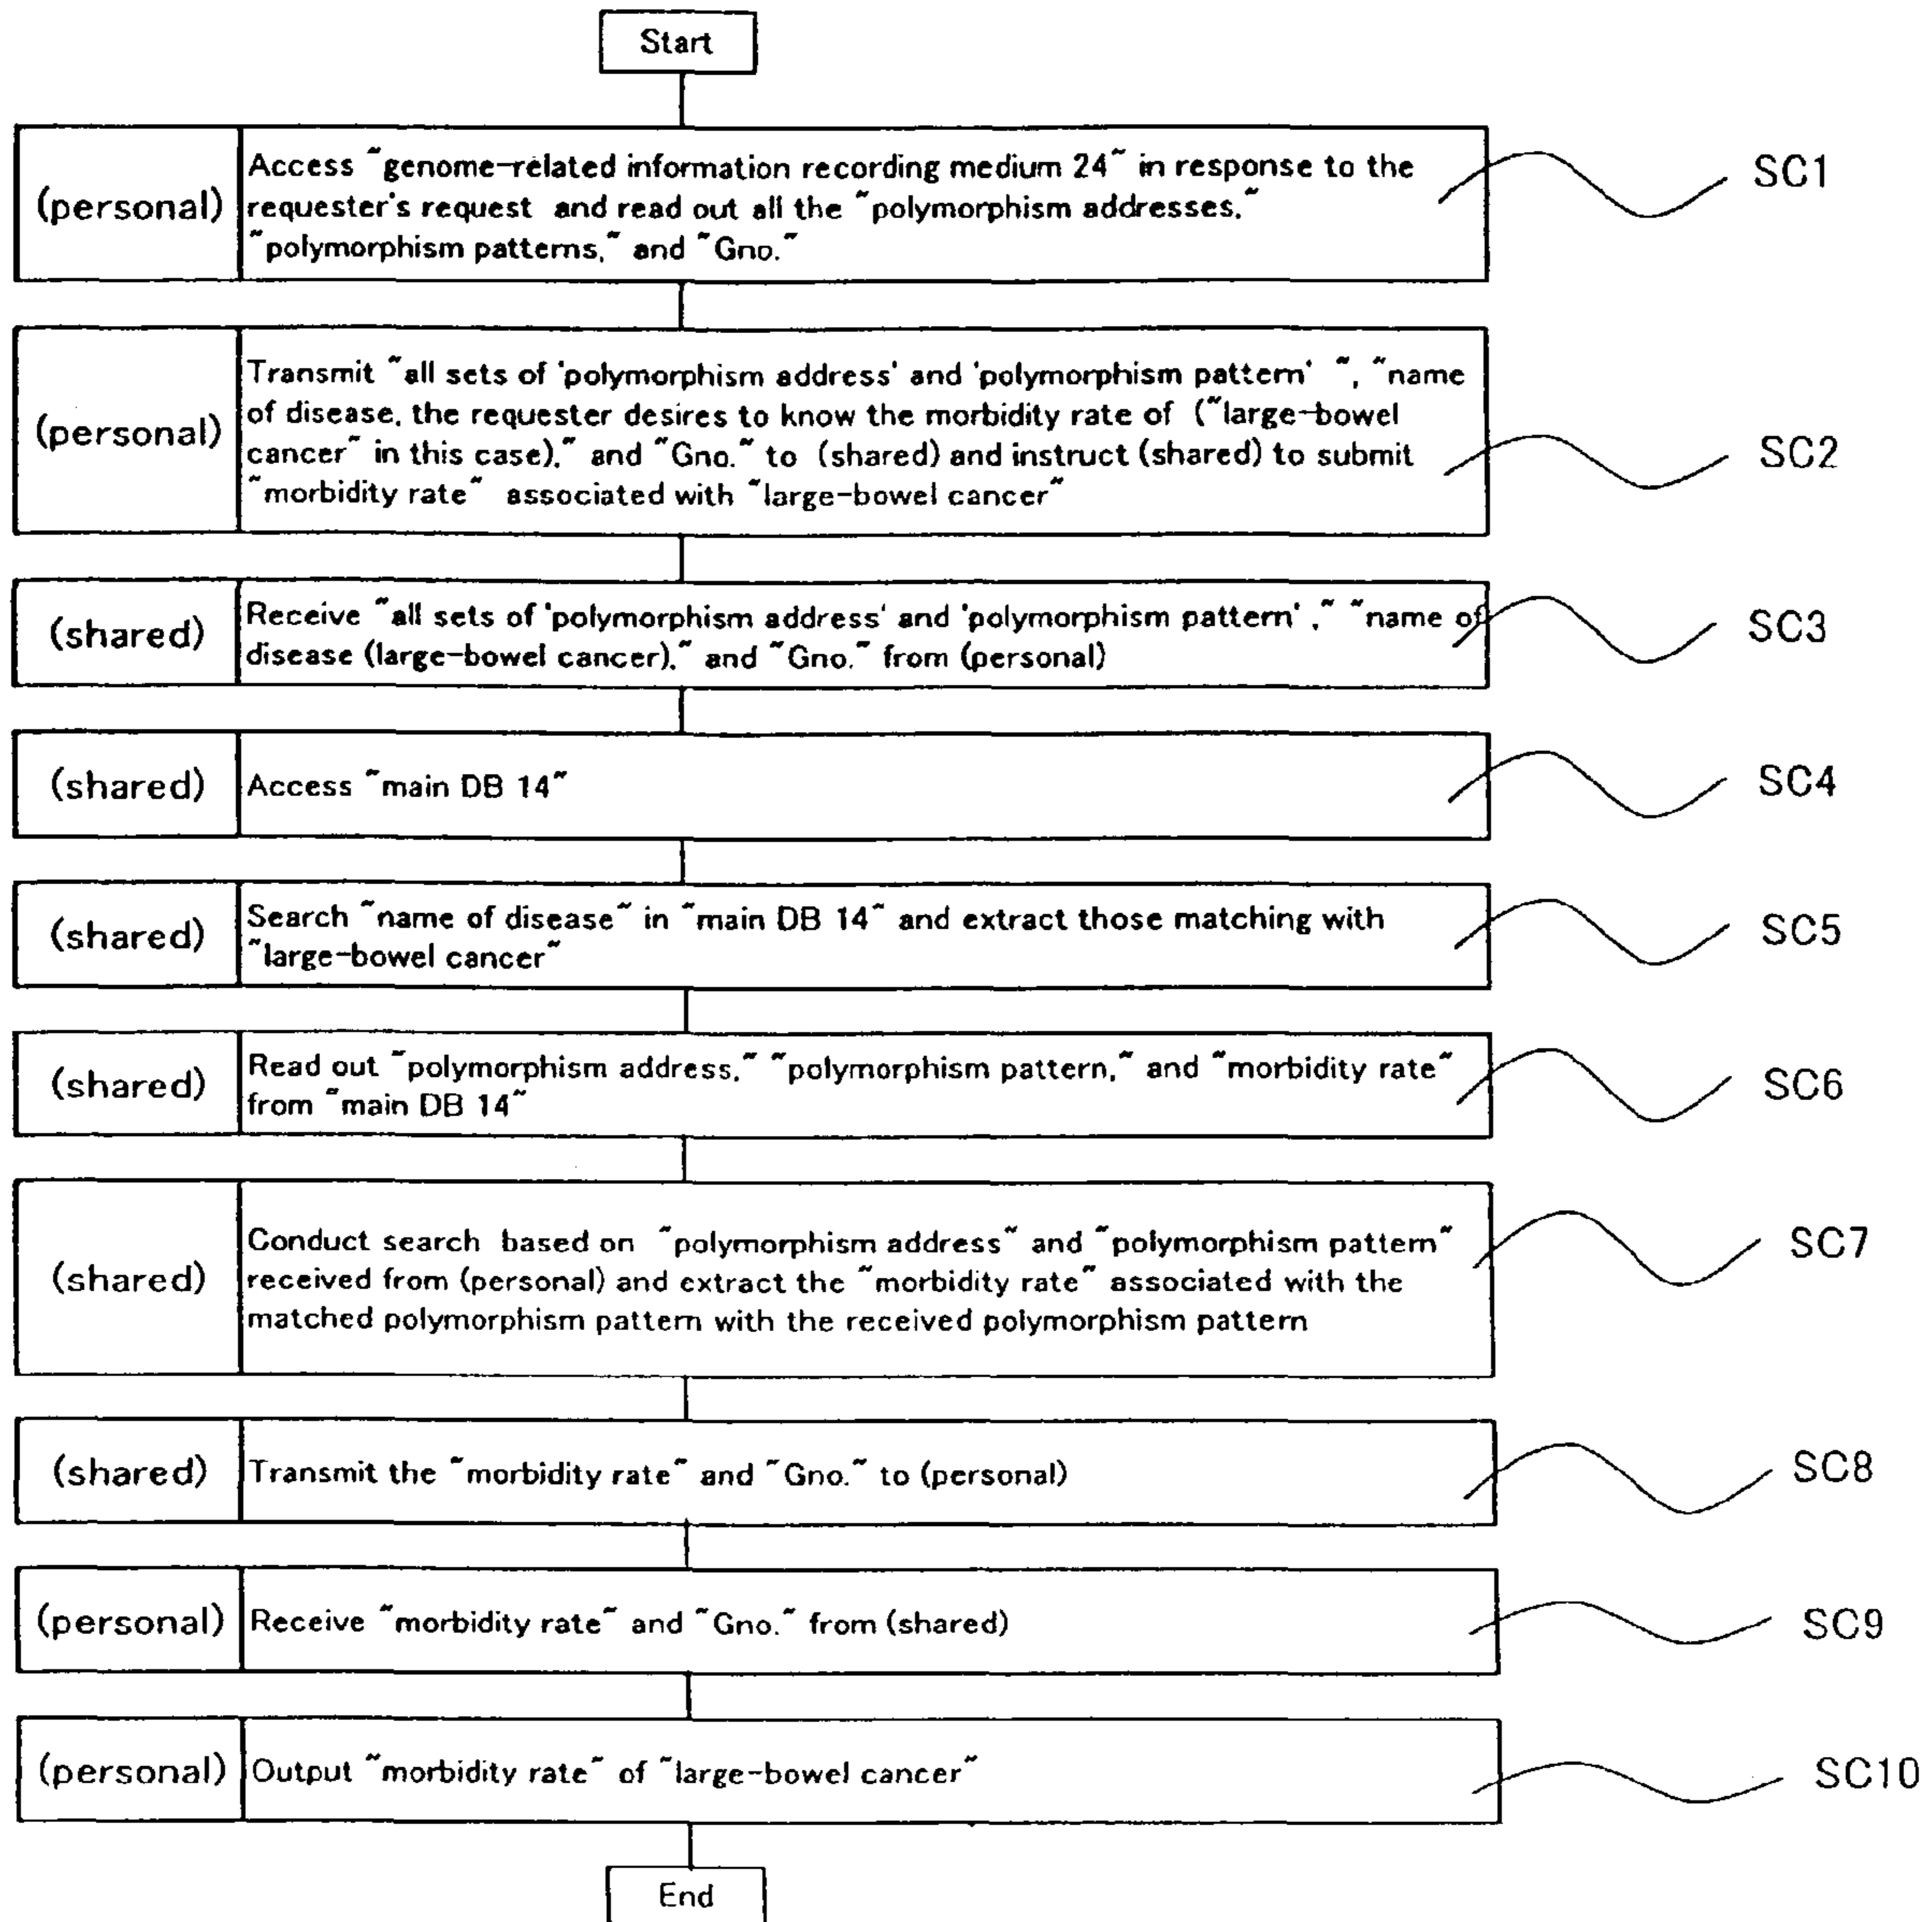 Start
(personal)
Access "genome-related information recording medium 24" in response to the
requester's request and read out all the "polymorphism addresses,"
"polymorphism patterns," and "Gno."
SC1
(personal)
Transmit "all sets of 'polymorphism address' and 'polymorphism pattern' ", "name
of disease, the requester desires to know the morbidity rate of ("large-bowel
cancer" in this case)," and "Gno." to (shared) and instruct (shared) to submit
"morbidity rate" associated with "large-bowel cancer"
SC2
(shared)
Receive "all sets of 'polymorphism address' and 'polymorphism pattern'," "name of
disease (large-bowel cancer)," and "Gno." from (personal)
SC3
(shared)
Access "main DB 14"
SC4
(shared)
Search "name of disease" in "main DB 14" and extract those matching with
"large-bowel cancer"
SC5
(shared)
Read out "polymorphism address," "polymorphism pattern," and "morbidity rate"
from "main DB 14"
SC6
(shared)
Conduct search based on "polymorphism address" and "polymorphism pattern"
received from (personal) and extract the "morbidity rate" associated with the
matched polymorphism pattern with the received polymorphism pattern
SC7
(shared)
Transmit the "morbidity rate" and "Gno." to (personal)
SC8
(personal)
Receive "morbidity rate" and "Gno." from (shared)
SC9
(personal)
Output "morbidity rate" of "large-bowel cancer"
SC10
End